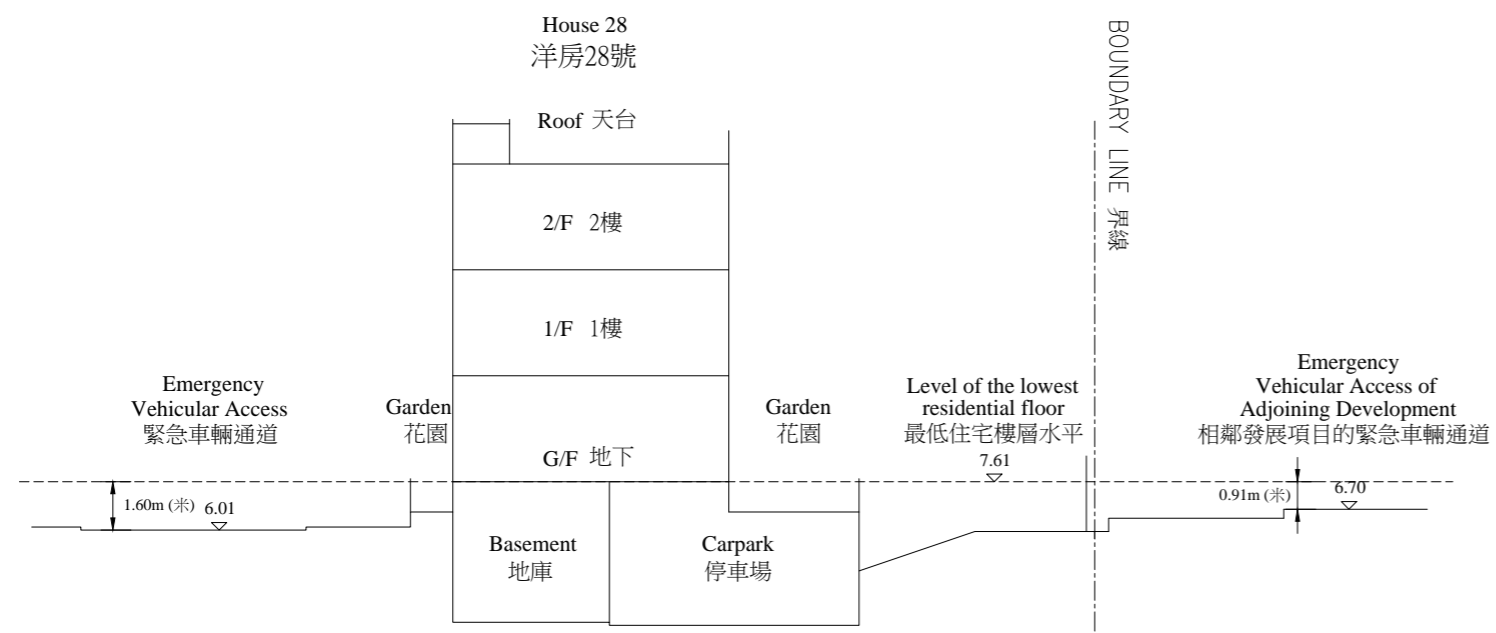 House 28
洋房28號
BOUNDARY LINE 界線
Roof 天台
2/F 2樓
1/F 1樓
Emergency
Vehicular Access
緊急車輛通道
Garden
花園
G/F 地下
Garden
花園
Level of the lowest
residential floor
最低住宅樓層水平
7.61
Emergency
Vehicular Access of
Adjoining Development
相鄰發展項目的緊急車輛通道
1.60m (米)
6.01
0.91m (米)
6.70
Basement
地庫
Carpark
停車場